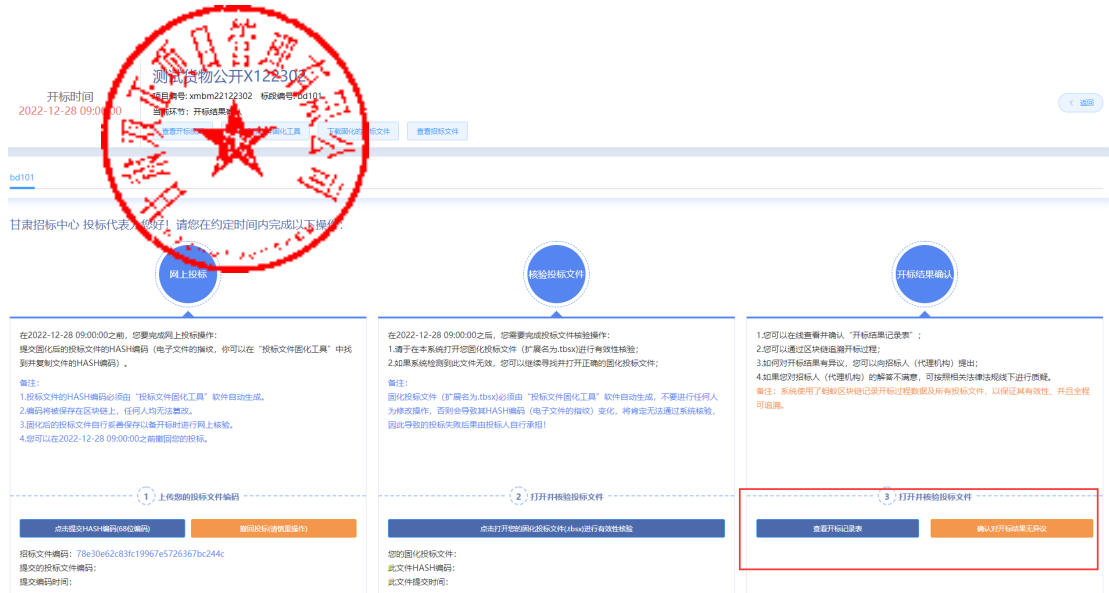 测试货物公开X122302
开标时间
项目编号: xmbm22122302 标段编号: bd101
2022-12-28 09:00:00
当前环节: 开标结果
返回
查看开标
固化工具
查看招标文件
bd101
甘肃招标中心 投标代表
您好! 请您在约定时间内完成以下操作:
网上投标
核验投标文件
开标结果确认
在2022-12-28 09:00:00之前, 您要完成网上投标操作:
提交固化后的投标文件的HASH编码 (电子文件的指纹, 你可以在“投标文件固化工具”中找
到并复制文件的HASH编码) 。
备注:
1.投标文件的HASH编码必须由“投标文件固化工具”软件自动生成。
2.编码将被保存在区块链上, 任何人均无法篡改。
3.固化后的投标文件自行妥善保存以备开标时进行网上核验。
4.您可以在2022-12-28 09:00:00之前撤回您的投标。
1 上传您的投标文件编码
点击提交HASH编码(68位编码)
撤回投标(请慎重操作)
招标文件编码: 78e30e62c83fc19967e5726367bc244c
提交的投标文件编码:
提交编码时间:
在2022-12-28 09:00:00之后, 您需要完成投标文件核验操作:
1.请于在本系统打开您固化投标文件 (扩展名为.tbsx)进行有效性核验;
2.如果系统检测到此文件无效, 您可以继续寻找并打开正确的固化投标文件;
备注:
固化投标文件 (扩展名为.tbsx)必须由“投标文件固化工具”软件自动生成, 不要进行任何人
为修改操作, 否则会导致其HASH编码 (电子文件的指纹) 变化, 将肯定无法通过系统核验,
因此导致的投标失败后果由投标人自行承担!
2 打开并核验投标文件
点击打开您的固化投标文件(.tbsx)进行有效性核验
您的固化投标文件:
此文件HASH编码:
此文件提交时间:
1.您可以在线查看并确认“开标结果记录表”;
2.您可以通过区块链追溯开标过程;
3.如何对开标结果有异议, 您可以向招标人 (代理机构) 提出;
4.如果您对招标人 (代理机构) 的解答不满意, 可按照相关法律法规线下进行质疑。
备注: 系统使用了蚂蚁区块链记录开标过程数据及所有投标文件, 以保证其有效性、并且全程
可追溯。
3 打开并核验投标文件
查看开标记录表
确认对开标结果无异议